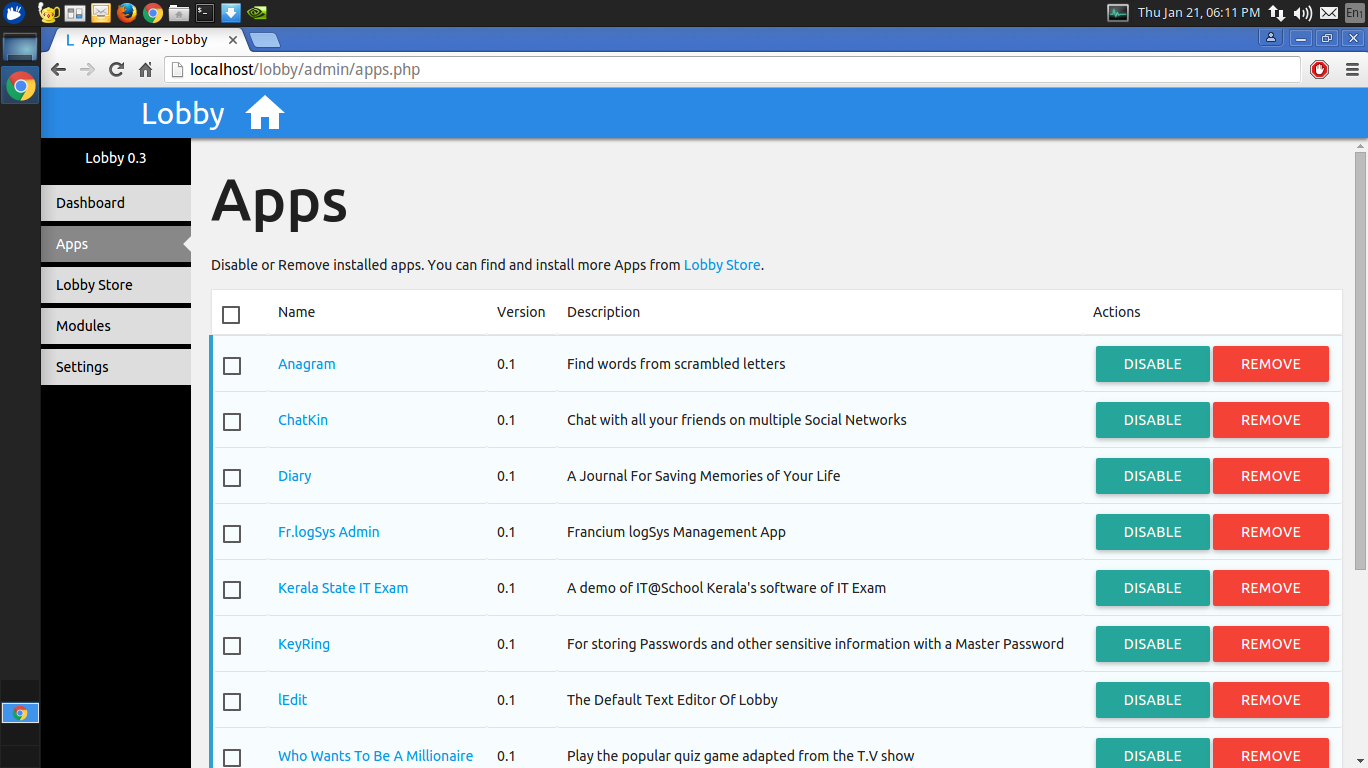 Thu Jan 21, 06:11 PM
En
L App Manager - Lobby
localhost/lobby/admin/apps.php
Lobby
Lobby 0.3
Dashboard
Apps
Lobby Store
Modules
Settings
Apps
Disable or Remove installed apps. You can find and install more Apps from Lobby Store.
Name Version Description Actions
Anagram 0.1 Find words from scrambled letters DISABLE REMOVE
ChatKin 0.1 Chat with all your friends on multiple Social Networks DISABLE REMOVE
Diary 0.1 A Journal For Saving Memories of Your Life DISABLE REMOVE
Fr.logSys Admin 0.1 Francium logSys Management App DISABLE REMOVE
Kerala State IT Exam 0.1 A demo of IT@School Kerala's software of IT Exam DISABLE REMOVE
KeyRing 0.1 For storing Passwords and other sensitive information with a Master Password DISABLE REMOVE
lEdit 0.1 The Default Text Editor Of Lobby DISABLE REMOVE
Who Wants To Be A Millionaire 0.1 Play the popular quiz game adapted from the T.V show DISABLE REMOVE